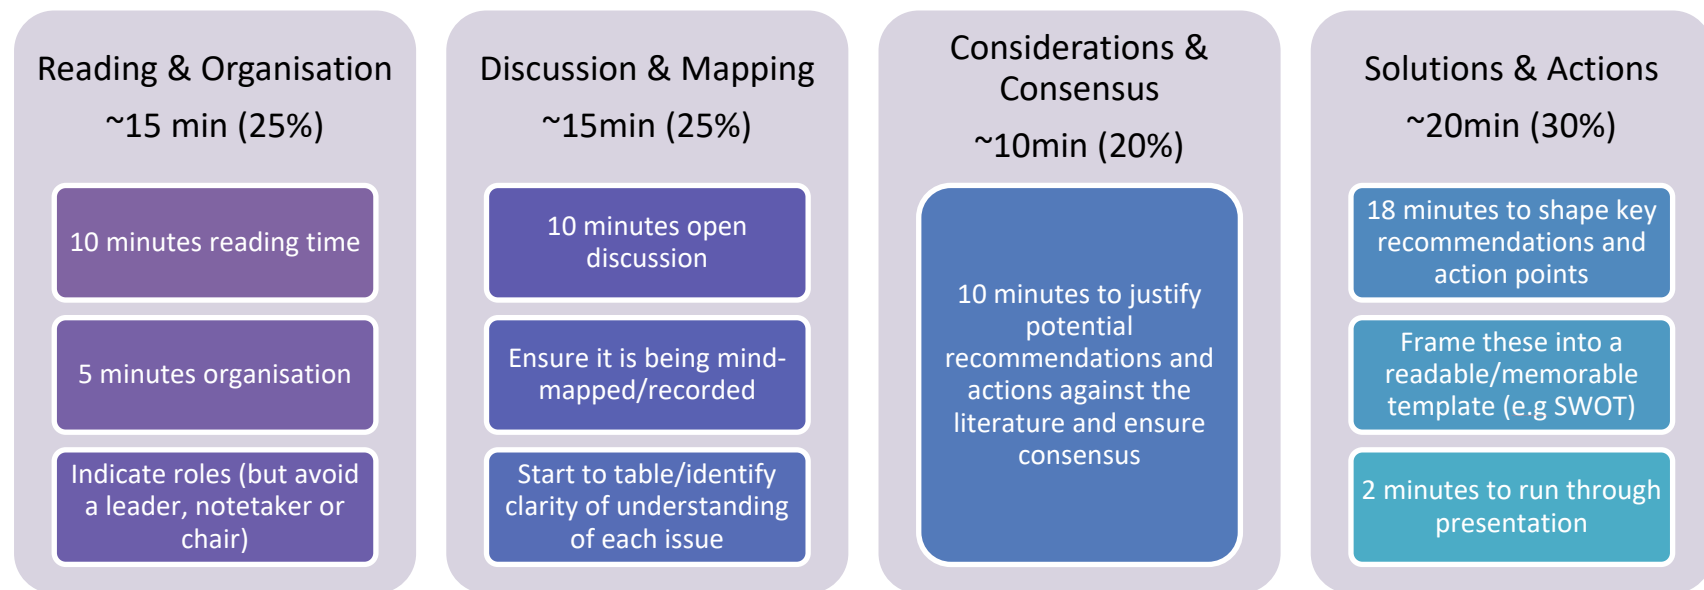 Reading & Organisation
~15 min (25%)
10 minutes reading time
5 minutes organisation
Indicate roles (but avoid
a leader, notetaker or
chair)
Discussion & Mapping
~15min (25%)
10 minutes open
discussion
Ensure it is being mind-
mapped/recorded
Start to table/identify
clarity of understanding
of each issue
Considerations &
Consensus
~10min (20%)
10 minutes to justify
potential
recommendations and
actions against the
literature and ensure
consensus
Solutions & Actions
~20min (30%)
18 minutes to shape key
recommendations and
action points
Frame these into a
readable/memorable
template (e.g SWOT)
2 minutes to run through
presentation